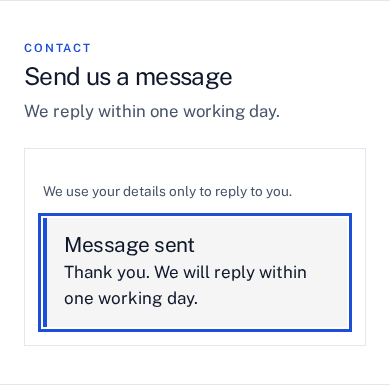 CONTACT
Send us a message
We reply within one working day.
We use your details only to reply to you.
Message sent
Thank you. We will reply within
one working day.